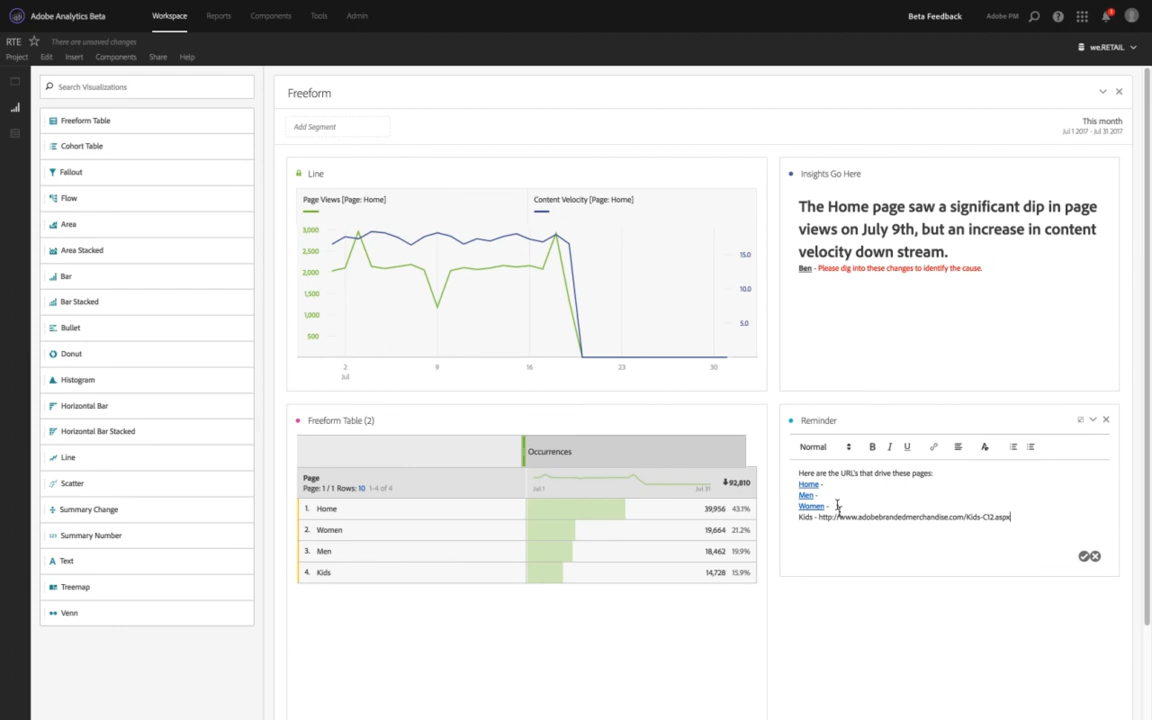 Adobe Analytics Beta
Workspace
Reports
Components
Tools
Admin
Beta Feedback
Adobe PM
?
1
RTE
There are unsaved changes
Project
Edit
Insert
Components
Share
Help
we.RETAIL
Search Visualizations
Freeform Table
Cohort Table
Fallout
Flow
Area
Area Stacked
Bar
Bar Stacked
Bullet
Donut
Histogram
Horizontal Bar
Horizontal Bar Stacked
Line
Scatter
Summary Change
Summary Number
Text
Treemap
Venn
Freeform
Add Segment
This month
Jul 1 2017 - Jul 31 2017
Line
Page Views [Page: Home]
Content Velocity [Page: Home]
3,000
2,500
2,000
1,500
1,000
500
15.0
10.0
5.0
2
9
16
23
30
Jul
Insights Go Here
The Home page saw a significant dip in page
views on July 9th, but an increase in content
velocity down stream.
Ben - Please dig into these changes to identify the cause.
Freeform Table (2)
Occurrences
Page
Page: 1 / 1 Rows: 10 1-4 of 4
Jul 1
Jul 31
92,810
1. Home 39,956 43.1%
2. Women 19,664 21.2%
3. Men 18,462 19.9%
4. Kids 14,728 15.9%
Reminder
Normal
B I U
Here are the URL's that drive these pages:
Home -
Men -
Women -
Kids - http://www.adobebrandedmerchandise.com/Kids-C12.aspx